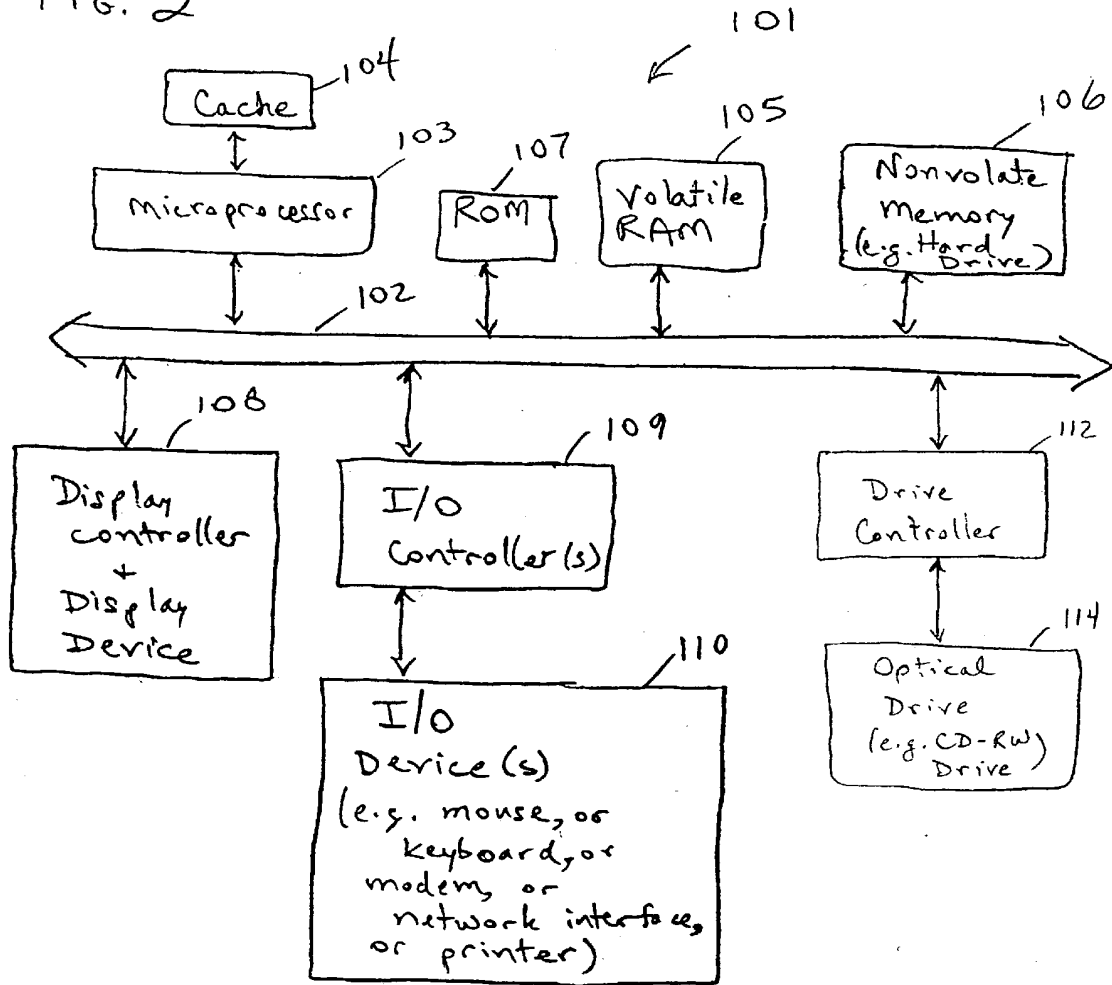 FIG. 2
101
104
Cache
103
Microprocessor
107
ROM
105
Volatile
RAM
106
Nonvolate
Memory
(e.g. Hard
Drive)
102
108
Display
controller
+
Display
Device
109
I/O
Controller(s)
112
Drive
Controller
110
I/O
Device(s)
(e.g. mouse, or
keyboard, or
modem, or
network interface,
or printer)
114
Optical
Drive
(e.g. CD-RW)
Drive